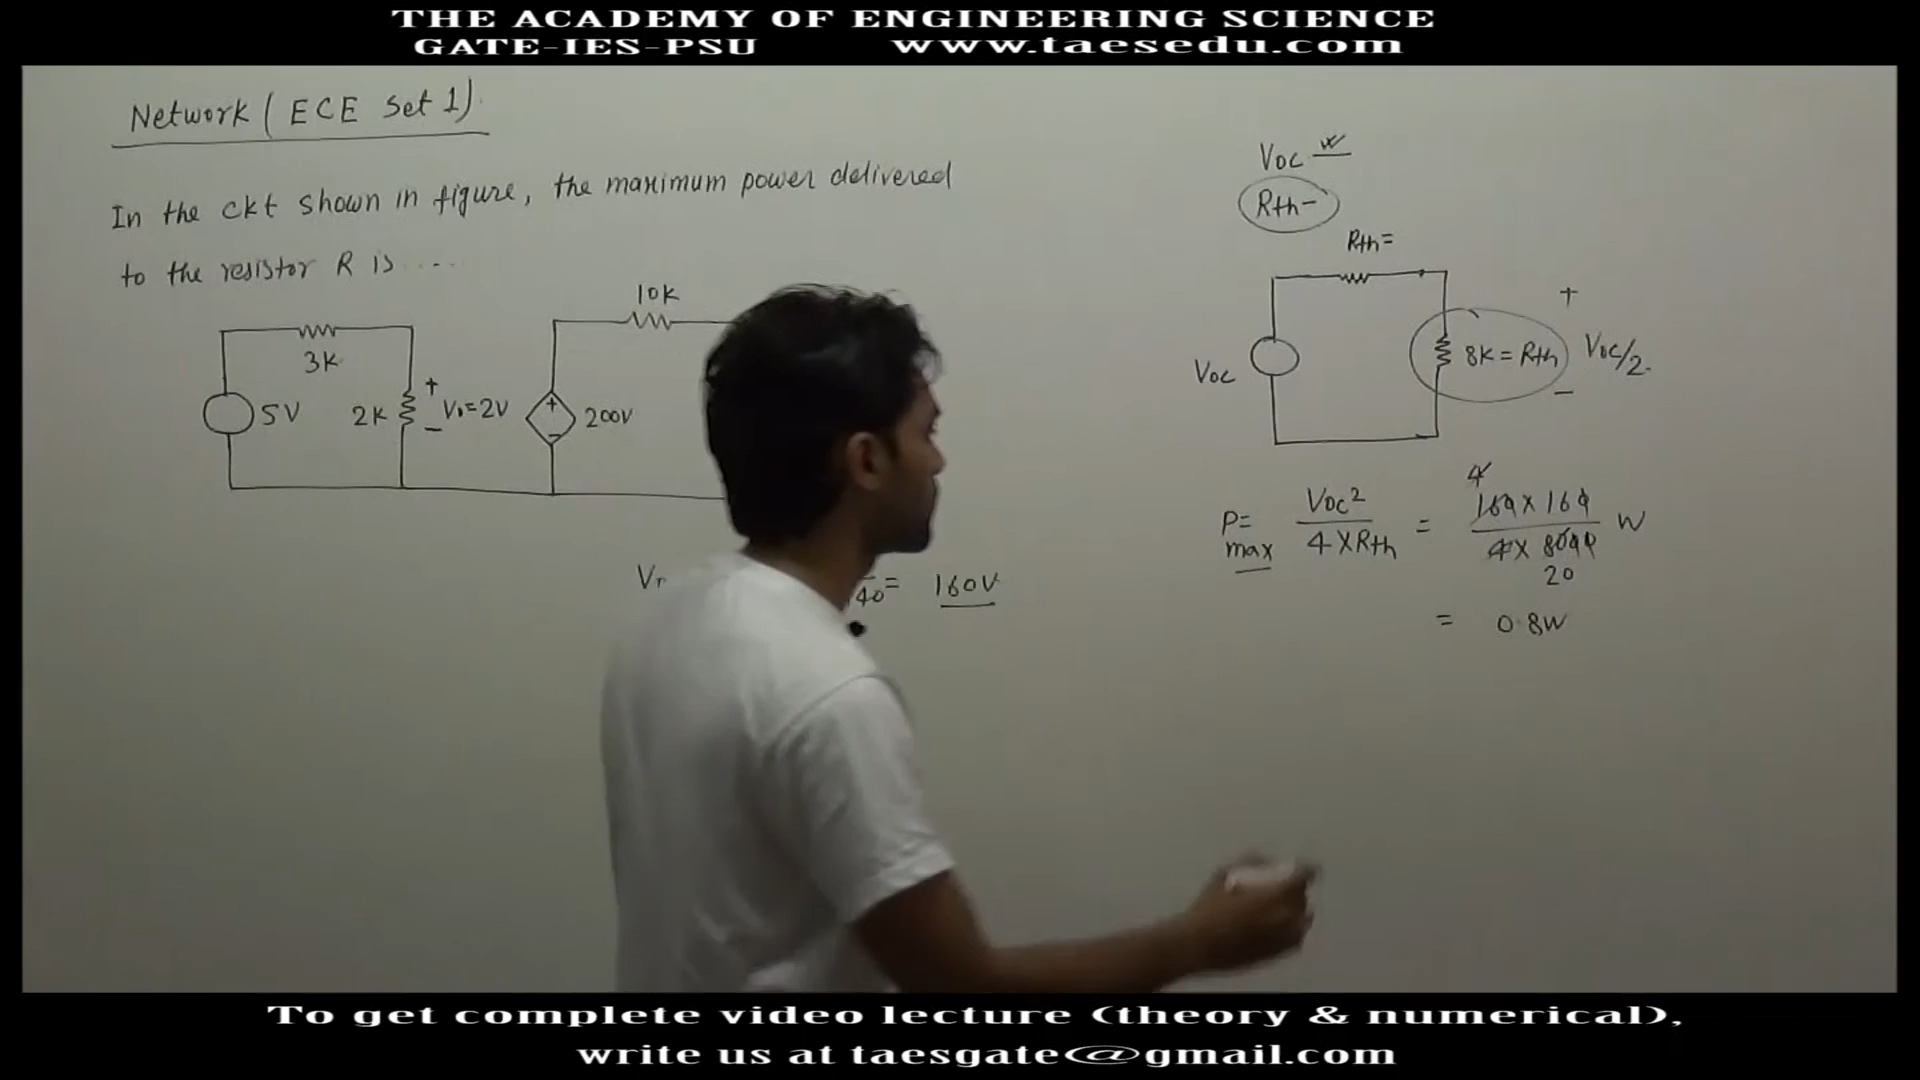 THE ACADEMY OF ENGINEERING SCIENCE
GATE-IES-PSU www.taesedu.com
Network (ECE Set 1)
In the ckt shown in figure, the maximum power delivered
to the resistor R is ....
3K
5V
2K
+
V0=2V
-
+
-
200V
10K
40 = 160V
Voc
Rth-
Rth=
Voc
8K = Rth
+
Voc/2
-
P= Voc² / 4XRth = 160 x 160 / 4x 8000 W
max
4
20
= 0.8W
To get complete video lecture (theory & numerical),
write us at taesgate@gmail.com